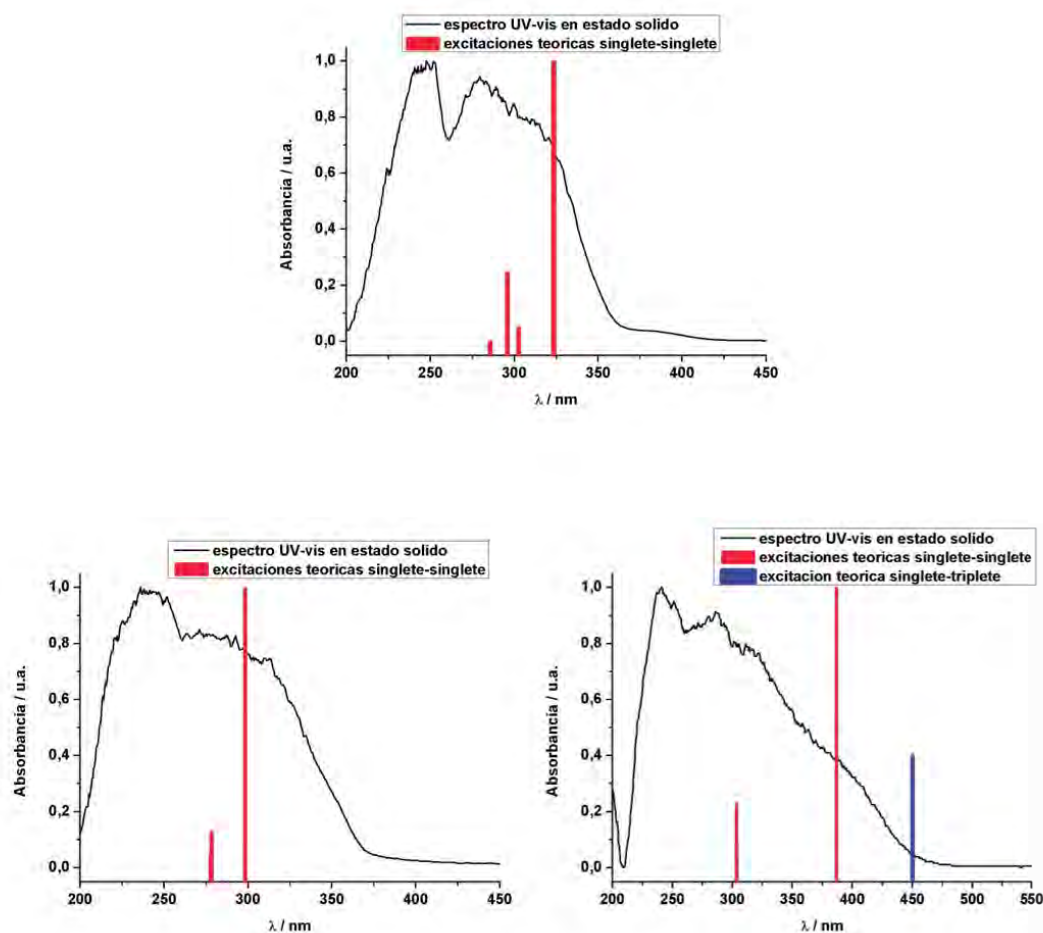 espectro UV-vis en estado solido
excitaciones teoricas singlete-singlete
1,0
0,8
0,6
0,4
0,2
0,0
Absorbancia / u.a.
200 250 300 350 400 450
λ / nm
espectro UV-vis en estado solido
excitaciones teoricas singlete-singlete
1,0
0,8
0,6
0,4
0,2
0,0
Absorbancia / u.a.
200 250 300 350 400 450
λ / nm
espectro UV-vis en estado solido
excitaciones teoricas singlete-singlete
excitacion teorica singlete-triplete
1,0
0,8
0,6
0,4
0,2
0,0
Absorbancia / u.a.
200 250 300 350 400 450 500 550
λ / nm